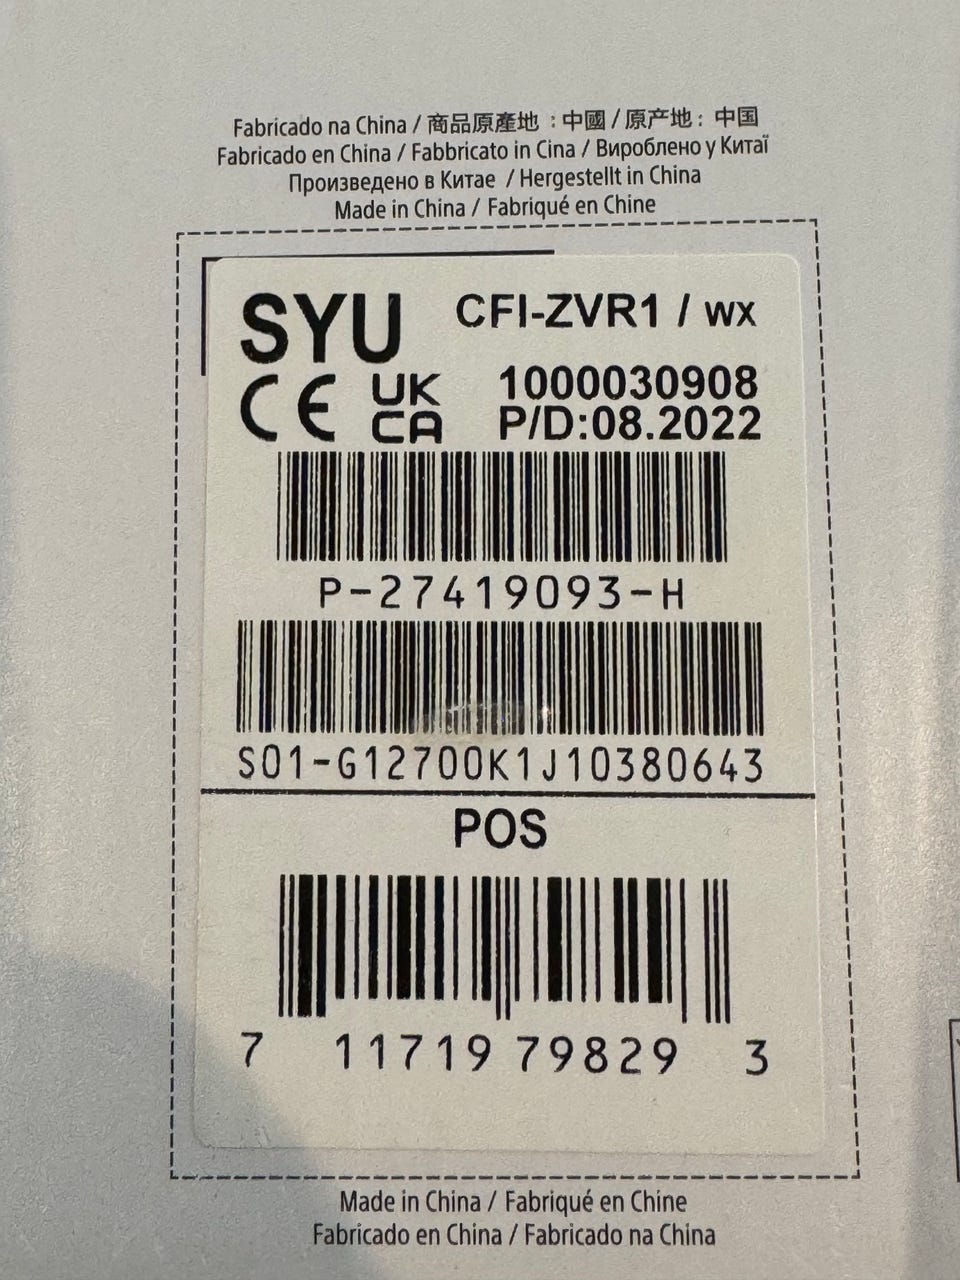 Fabricado na China / 商品原產地 : 中國 / 原产地: 中国
Fabricado en China / Fabbricato in Cina / Вироблено у Китаї
Произведено в Китае / Hergestellt in China
Made in China / Fabriqué en Chine
SYU CFI-ZVR1 / wx
CE UK CA 1000030908
P/D:08.2022
P-27419093-H
S01-G12700K1J10380643
POS
7 11719 79829 3
Made in China / Fabriqué en Chine
Fabricado en China / Fabricado na China